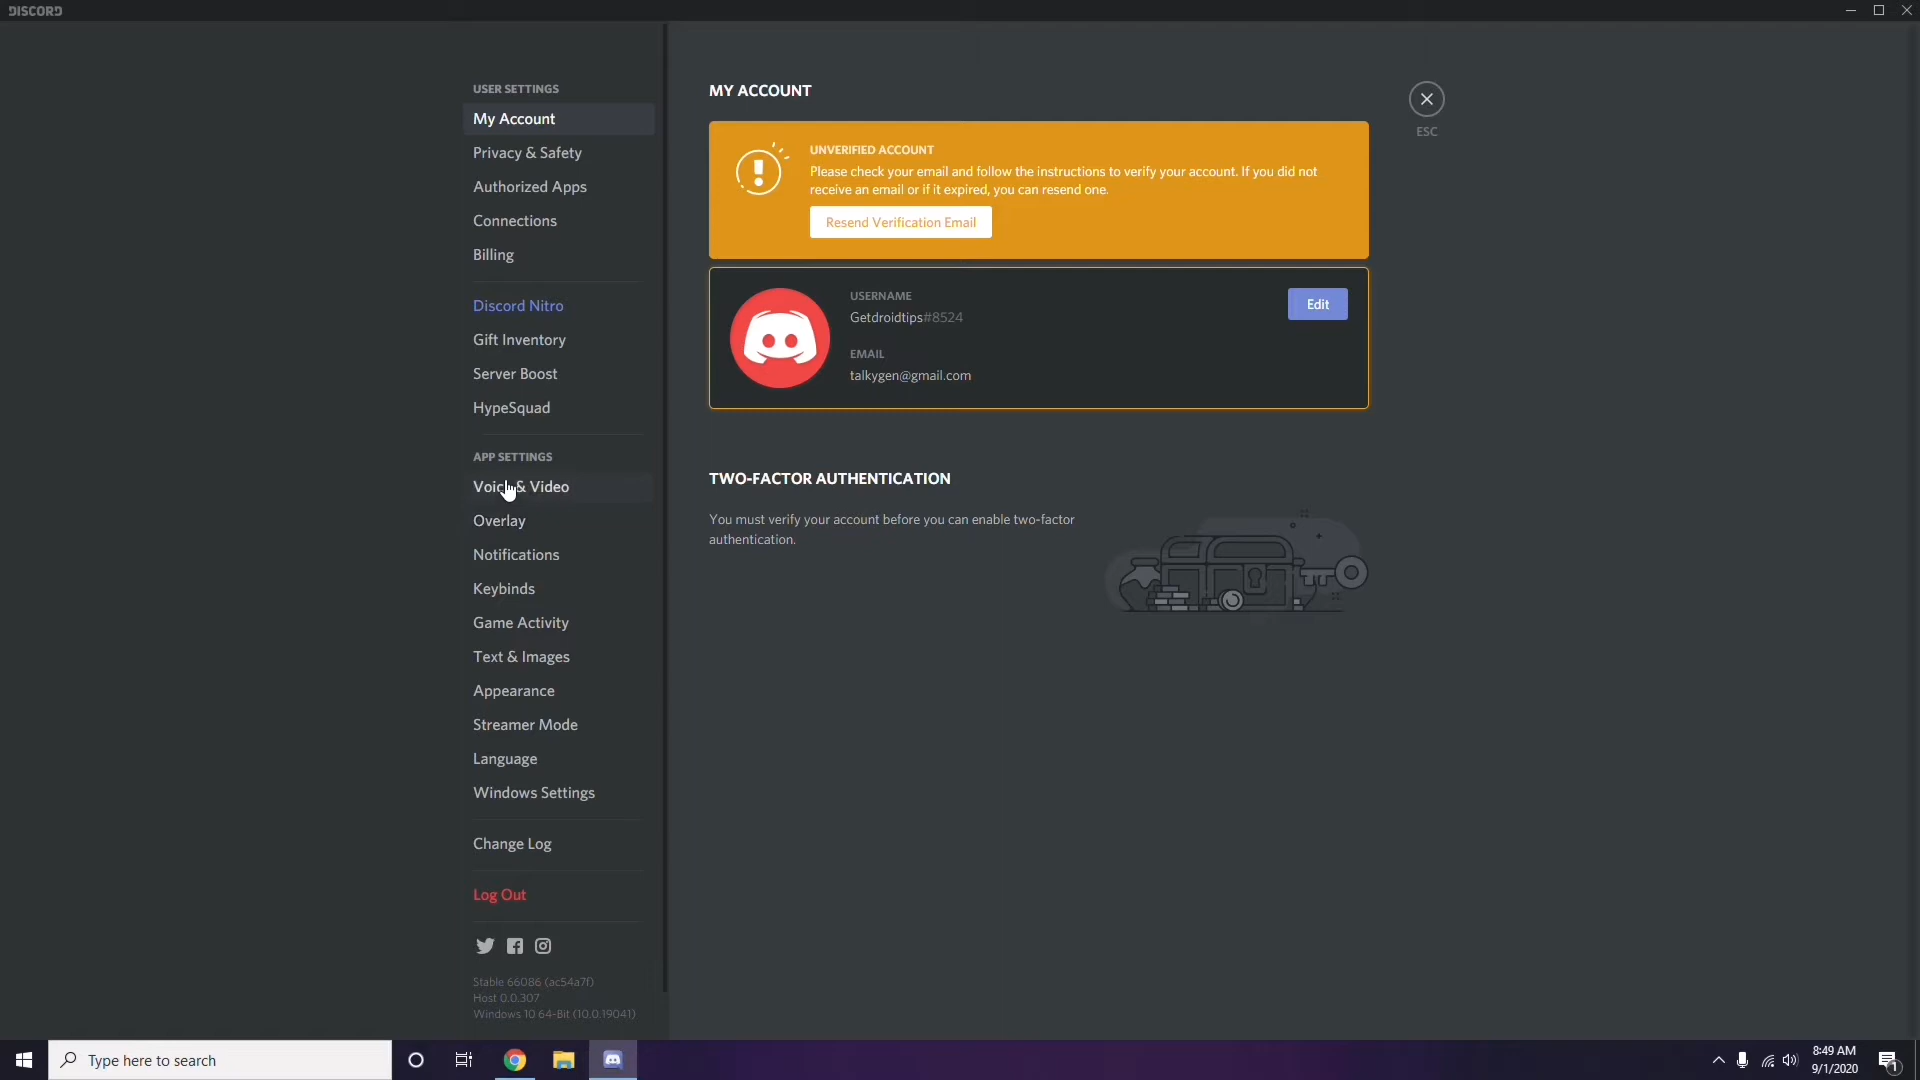 DISCORD
USER SETTINGS
My Account
Privacy & Safety
Authorized Apps
Connections
Billing
Discord Nitro
Gift Inventory
Server Boost
HypeSquad
APP SETTINGS
Voice & Video
Overlay
Notifications
Keybinds
Game Activity
Text & Images
Appearance
Streamer Mode
Language
Windows Settings
Change Log
Log Out
Stable 66086 (ac54a7f)
Host 0.0.307
Windows 10 64-Bit (10.0.19041)
MY ACCOUNT
UNVERIFIED ACCOUNT
Please check your email and follow the instructions to verify your account. If you did not
receive an email or if it expired, you can resend one.
Resend Verification Email
USERNAME
Getdroidtips#8524
Edit
EMAIL
talkygen@gmail.com
TWO-FACTOR AUTHENTICATION
You must verify your account before you can enable two-factor
authentication.
ESC
Type here to search
8:49 AM
9/1/2020
1